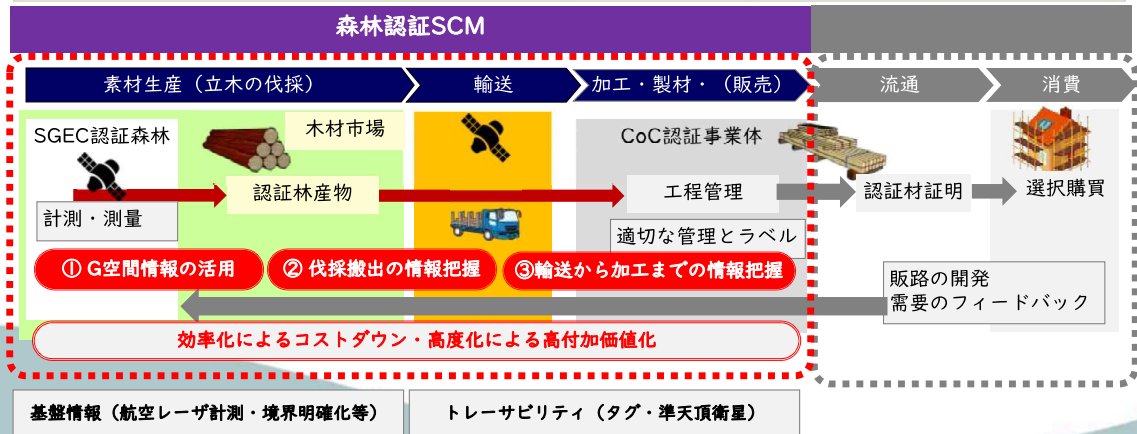 森林認証SCM
素材生産（立木の伐採）
輸送
加工・製材・（販売）
流通
消費
SGEC認証森林
木材市場
CoC認証事業体
認証林産物
工程管理
認証材証明
選択購買
計測・測量
適切な管理とラベル
① G空間情報の活用
② 伐採搬出の情報把握
③輸送から加工までの情報把握
販路の開発
需要のフィードバック
効率化によるコストダウン・高度化による高付加価値化
基盤情報（航空レーザ計測・境界明確化等）
トレーサビリティ（タグ・準天頂衛星）